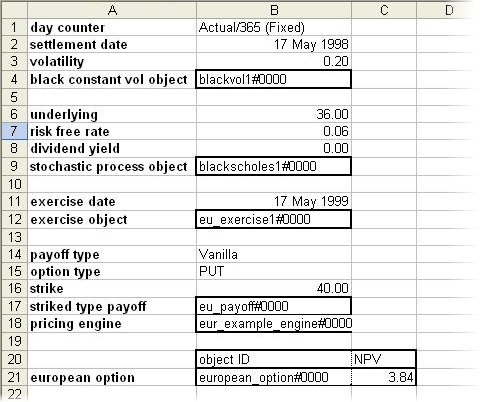 A B C D
1 day counter Actual/365 (Fixed)
2 settlement date 17 May 1998
3 volatility 0.20
4 black constant vol object blackvol1#0000
5
6 underlying 36.00
7 risk free rate 0.06
8 dividend yield 0.00
9 stochastic process object blackscholes1#0000
10
11 exercise date 17 May 1999
12 exercise object eu_exercise1#0000
13
14 payoff type Vanilla
15 option type PUT
16 strike 40.00
17 striked type payoff eu_payoff#0000
18 pricing engine eur_example_engine#0000
19
20 object ID NPV
21 european option european_option#0000 3.84
22